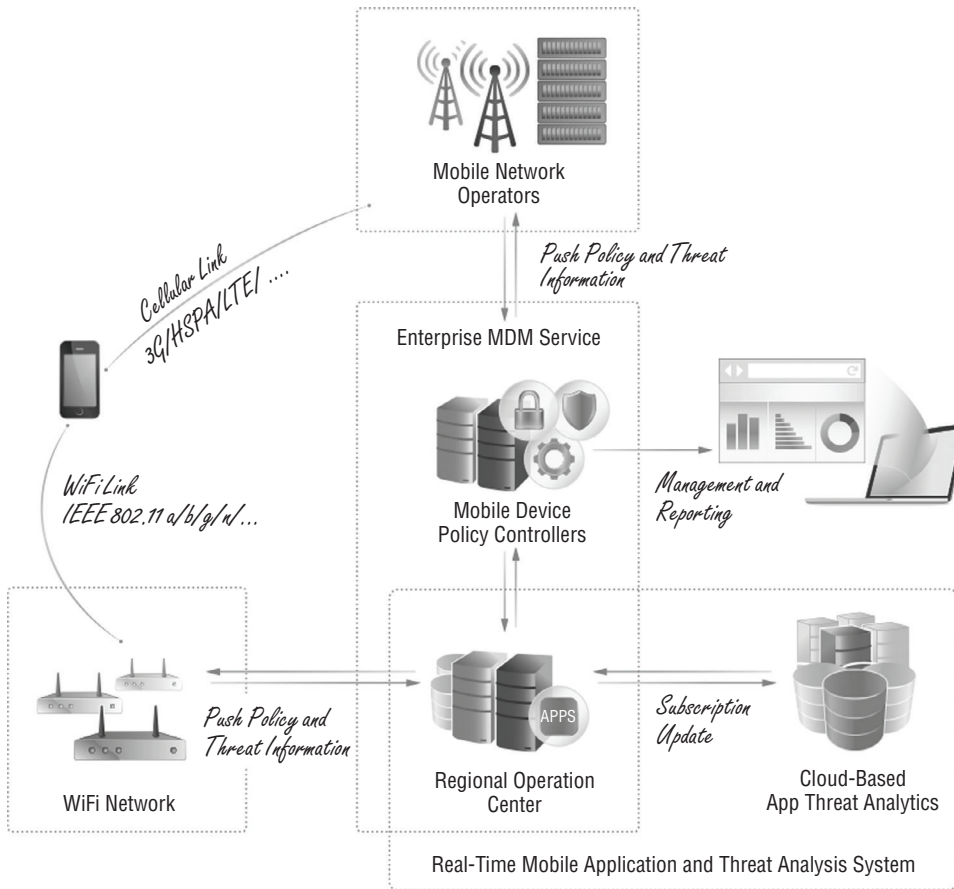 Mobile Network
Operators
Push Policy and Threat
Information
Cellular Link
3G/HSPA/LTE/ ....
Enterprise MDM Service
Mobile Device
Policy Controllers
Management and
Reporting
WiFi Link
IEEE 802.11 a/b/g/n/...
WiFi Network
Push Policy and
Threat Information
APPS
Regional Operation
Center
Subscription
Update
Cloud-Based
App Threat Analytics
Real-Time Mobile Application and Threat Analysis System